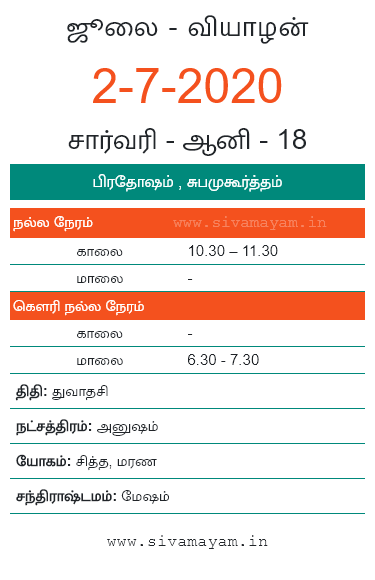 ஜூலை - வியாழன்
2-7-2020
சார்வரி - ஆனி - 18
பிரதோஷம் , சுபமுகூர்த்தம்
நல்ல நேரம் www.sivamayam.in
காலை 10.30 – 11.30
மாலை -
கௌரி நல்ல நேரம்
காலை -
மாலை 6.30 - 7.30
திதி: துவாதசி
நட்சத்திரம்: அனுஷம்
யோகம்: சித்த, மரண
சந்திராஷ்டமம்: மேஷம்
www.sivamayam.in